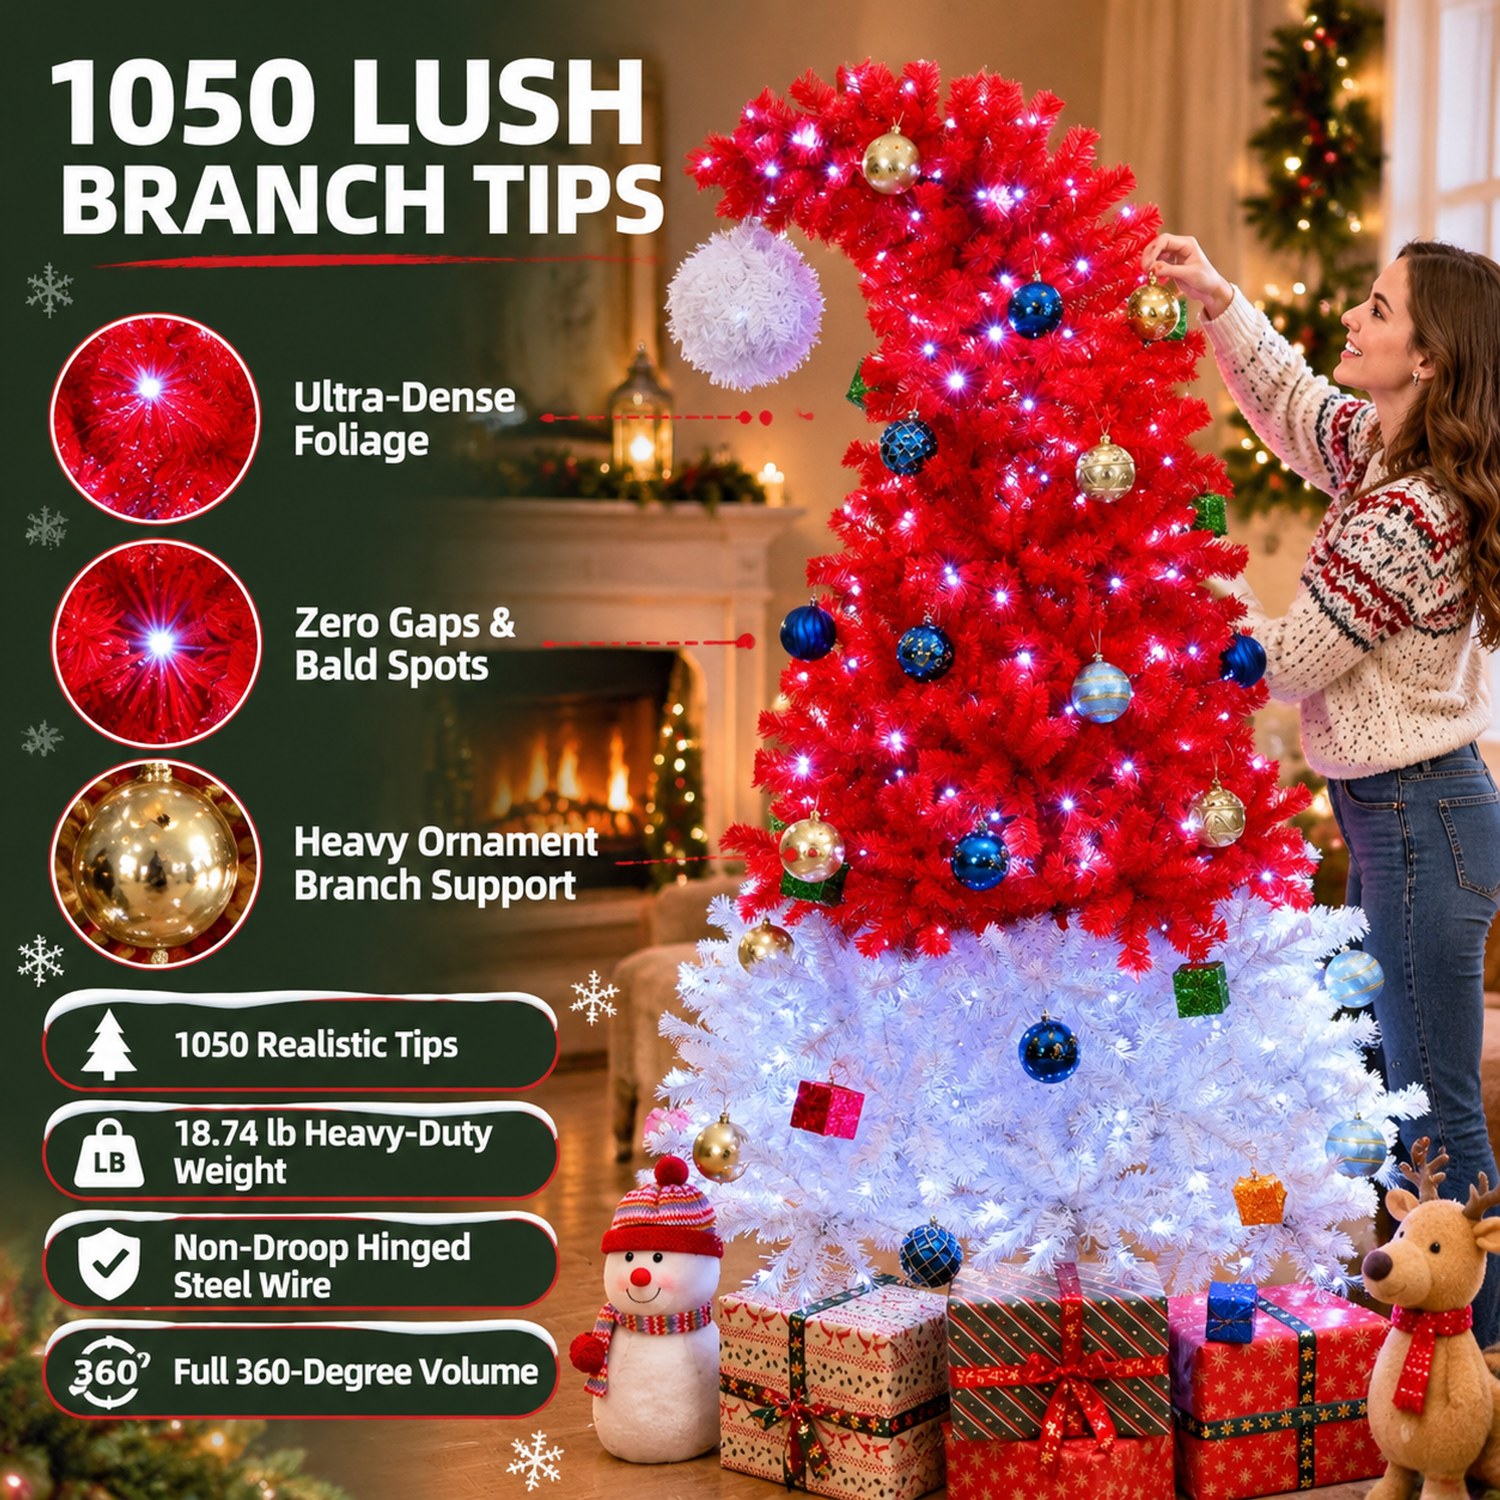 1050 LUSH
BRANCH TIPS
Ultra-Dense
Foliage
Zero Gaps &
Bald Spots
Heavy Ornament
Branch Support
1050 Realistic Tips
LB
18.74 lb Heavy-Duty
Weight
Non-Droop Hinged
Steel Wire
360°
Full 360-Degree Volume